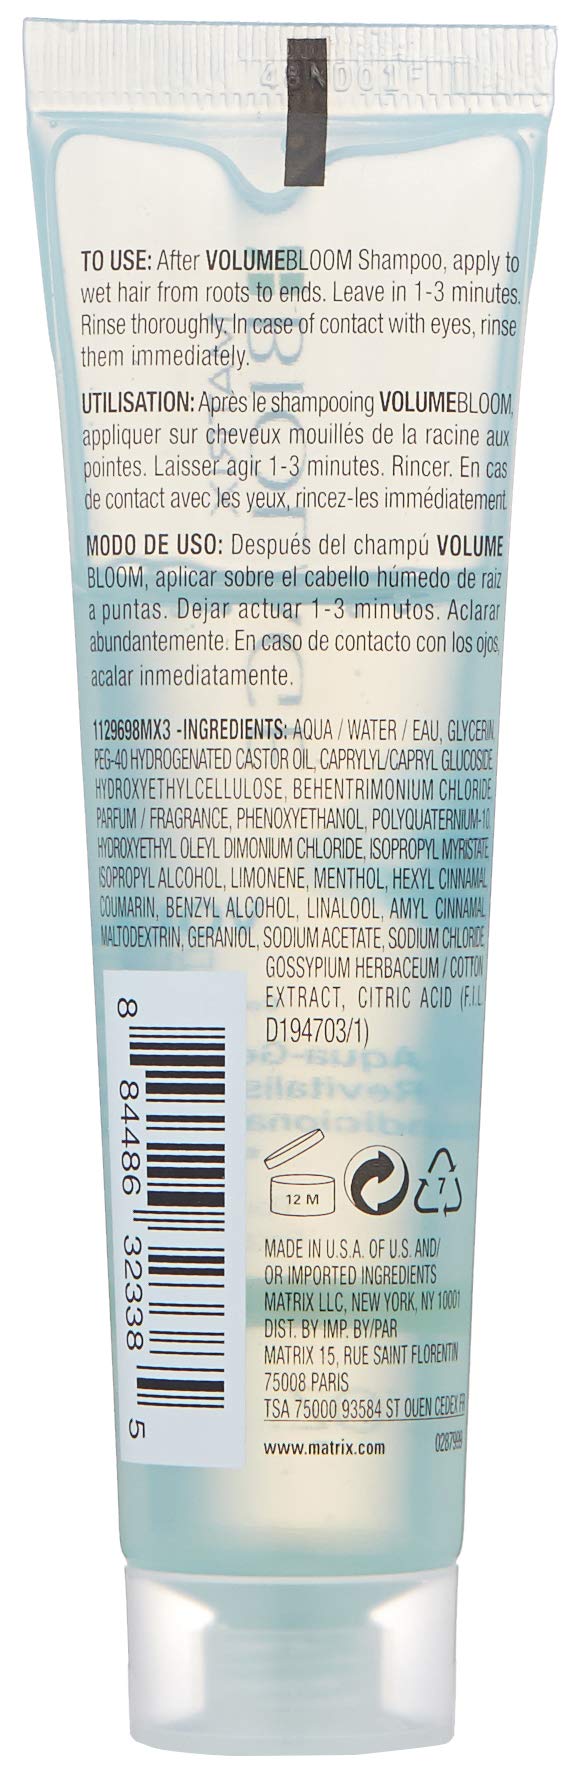 TO USE: After VOLUMEBLOOM Shampoo, apply to
wet hair from roots to ends. Leave in 1-3 minutes.
Rinse thoroughly. In case of contact with eyes, rinse
them immediately.
UTILISATION: Après le shampooing VOLUMEBLOOM,
appliquer sur cheveux mouillés de la racine aux
pointes. Laisser agir 1-3 minutes. Rincer. En cas
de contact avec les yeux, rincez-les immédiatement.
MODO DE USO: Después del champú VOLUME
BLOOM, aplicar sobre el cabello húmedo de raiz
a puntas. Dejar actuar 1-3 minutos. Aclarar
abundantemente. En caso de contacto con los ojos,
acalar inmediatamente.
1129698MX3 -INGREDIENTS: AQUA / WATER / EAU, GLYCERIN,
PEG-40 HYDROGENATED CASTOR OIL, CAPRYLYL/CAPRYL GLUCOSIDE,
HYDROXYETHYLCELLULOSE, BEHENTRIMONIUM CHLORIDE,
PARFUM / FRAGRANCE, PHENOXYETHANOL, POLYQUATERNIUM-10,
HYDROXYETHYL OLEYL DIMONIUM CHLORIDE, ISOPROPYL MYRISTATE,
ISOPROPYL ALCOHOL, LIMONENE, MENTHOL, HEXYL CINNAMAL,
COUMARIN, BENZYL ALCOHOL, LINALOOL, AMYL CINNAMAL,
MALTODEXTRIN, GERANIOL, SODIUM ACETATE, SODIUM CHLORIDE,
GOSSYPIUM HERBACEUM / COTTON
EXTRACT, CITRIC ACID (F.I.L.
D194703/1)
8 84486 32338 5
12 M
7
MADE IN U.S.A. OF U.S. AND/
OR IMPORTED INGREDIENTS
MATRIX LLC, NEW YORK, NY 10001
DIST. BY IMP. BY/PAR
MATRIX 15, RUE SAINT FLORENTIN
75008 PARIS
TSA 75000 93584 ST OUEN CEDEX FR
www.matrix.com
0287999